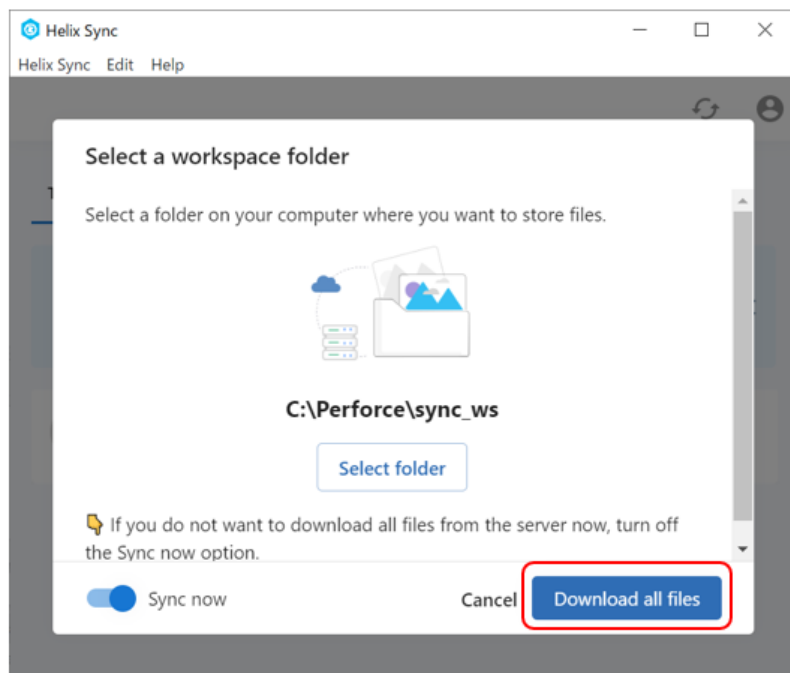 Helix Sync
Helix Sync Edit Help
Select a workspace folder
Select a folder on your computer where you want to store files.
C:\Perforce\sync_ws
Select folder
👇 If you do not want to download all files from the server now, turn off
the Sync now option.
Sync now
Cancel
Download all files